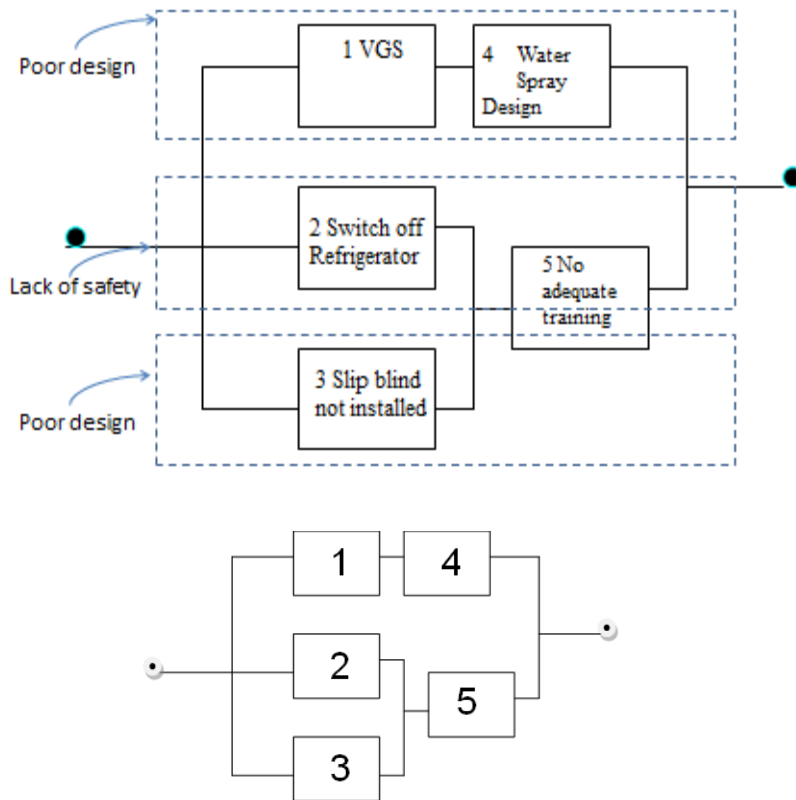 Poor design
1 VGS
4 Water
Spray
Design
Lack of safety
2 Switch off
Refrigerator
5 No
adequate
training
Poor design
3 Slip blind
not installed
1
4
2
5
3